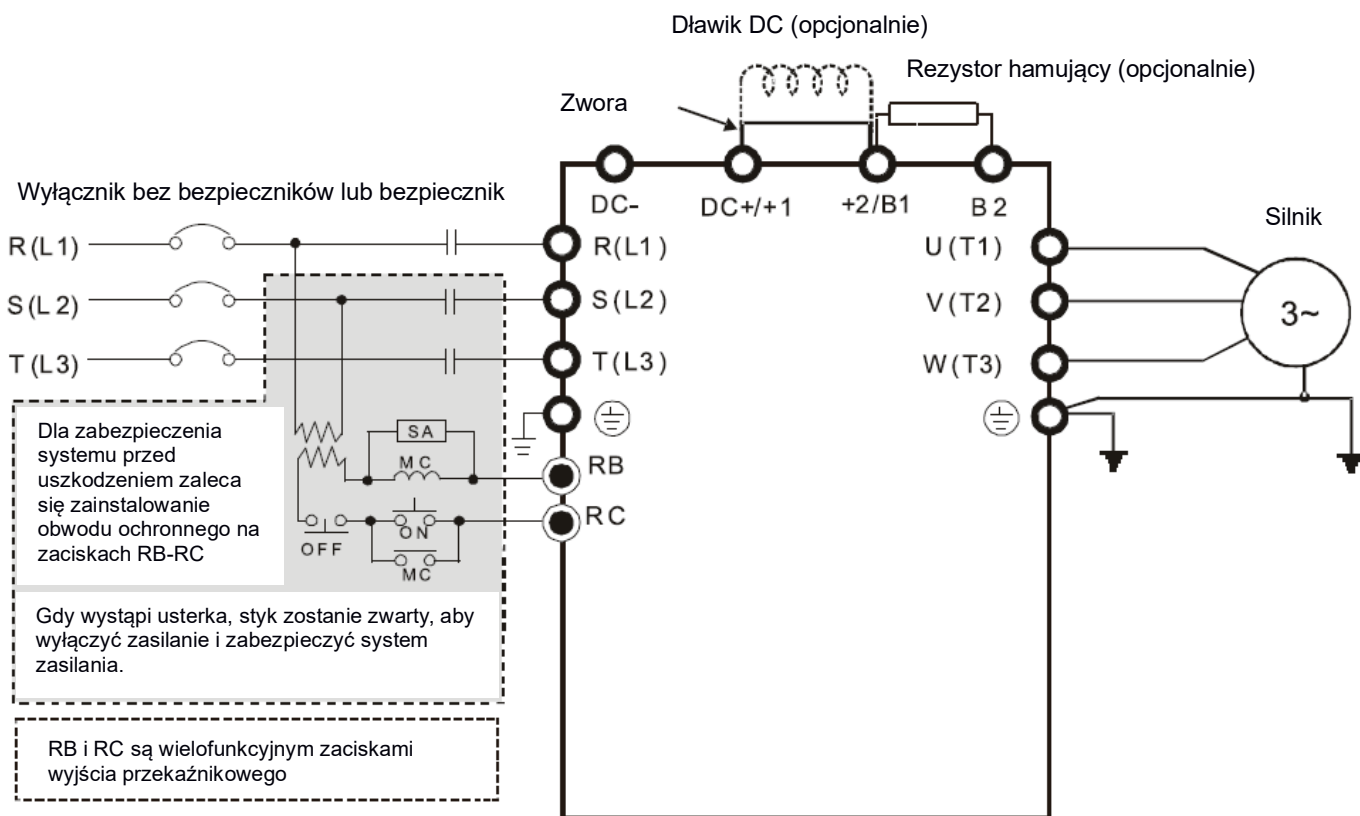 Dławik DC (opcjonalnie)
Rezystor hamujący (opcjonalnie)
Zwora
Wyłącznik bez bezpieczników lub bezpiecznik
DC-
DC+/+1
+2/B1
B2
Silnik
R(L1)
R(L1)
U(T1)
S(L2)
S(L2)
V(T2)
3~
T(L3)
T(L3)
W(T3)
Dla zabezpieczenia
systemu przed
uszkodzeniem zaleca
się zainstalowanie
obwodu ochronnego na
zaciskach RB-RC
SA
MC
RB
RC
OFF
ON
MC
Gdy wystąpi usterka, styk zostanie zwarty, aby
wyłączyć zasilanie i zabezpieczyć system
zasilania.
RB i RC są wielofunkcyjnym zaciskami
wyjścia przekaźnikowego